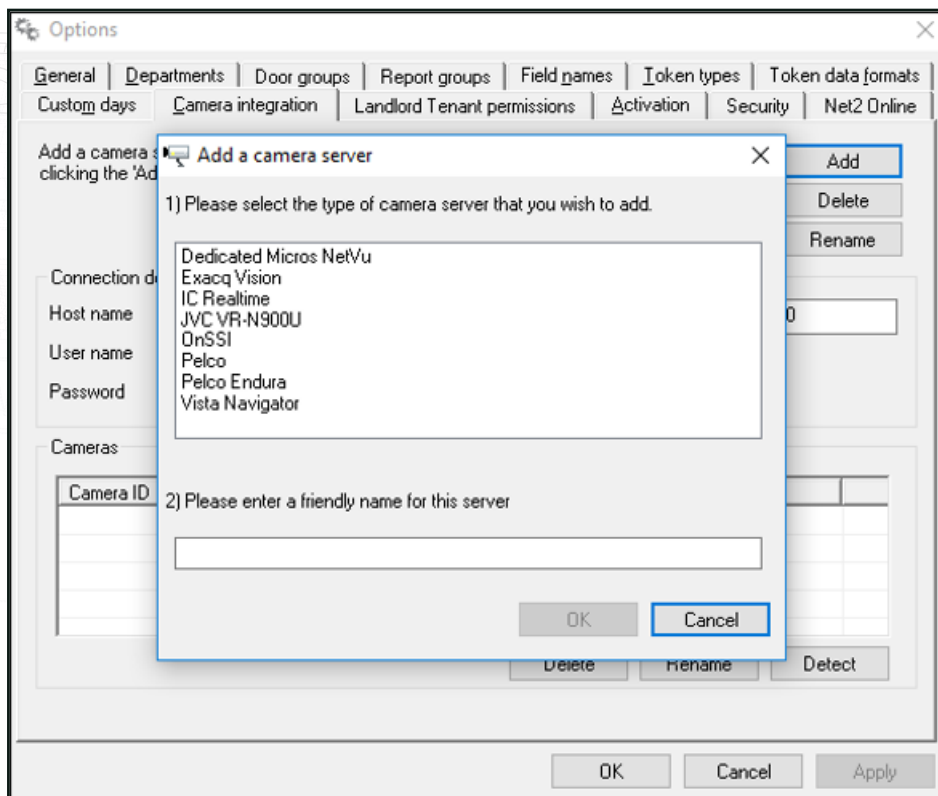 Options
General Departments Door groups Report groups Field names Token types Token data formats
Custom days Camera integration Landlord Tenant permissions Activation Security Net2 Online
Add a camera s
clicking the 'Ad
Add
Delete
Rename
Add a camera server
1) Please select the type of camera server that you wish to add.
Dedicated Micros NetVu
Exacq Vision
IC Realtime
JVC VR-N900U
OnSSI
Pelco
Pelco Endura
Vista Navigator
2) Please enter a friendly name for this server
OK Cancel
Connection de
Host name
0
User name
Password
Cameras
Camera ID
Delete Rename Detect
OK Cancel Apply